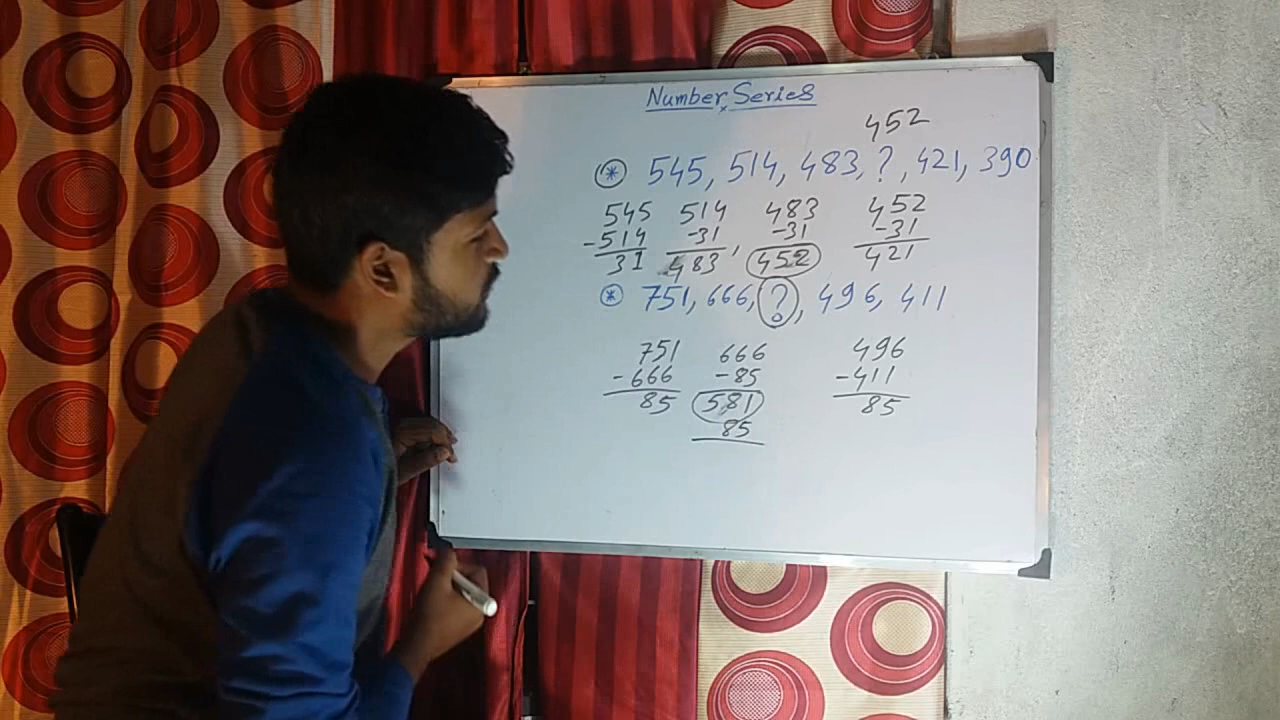 Number Series
452
* 545, 514, 483, ?, 421, 390
545 514 483 452
-514 -31 -31 -31
31 483 , 452 421
* 751, 666, ?, 496, 411
751 666 496
-666 -85 -411
85 581 85
85